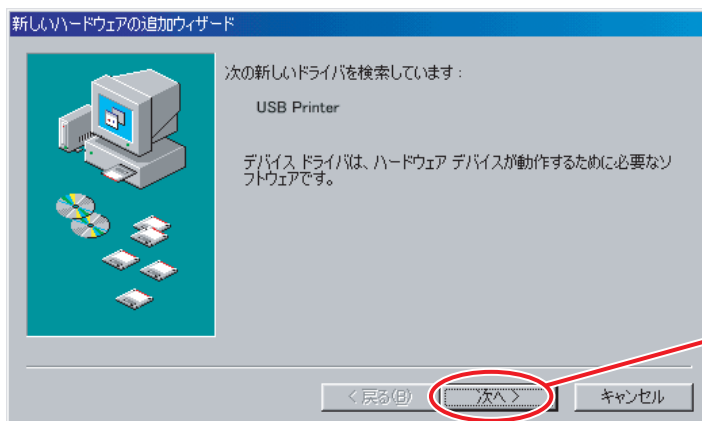 新しいハードウェアの追加ウィザード
次の新しいドライバを検索しています：
USB Printer
デバイス ドライバは、ハードウェア デバイスが動作するために必要なソ
フトウェアです。
< 戻る(B)
次へ >
キャンセル